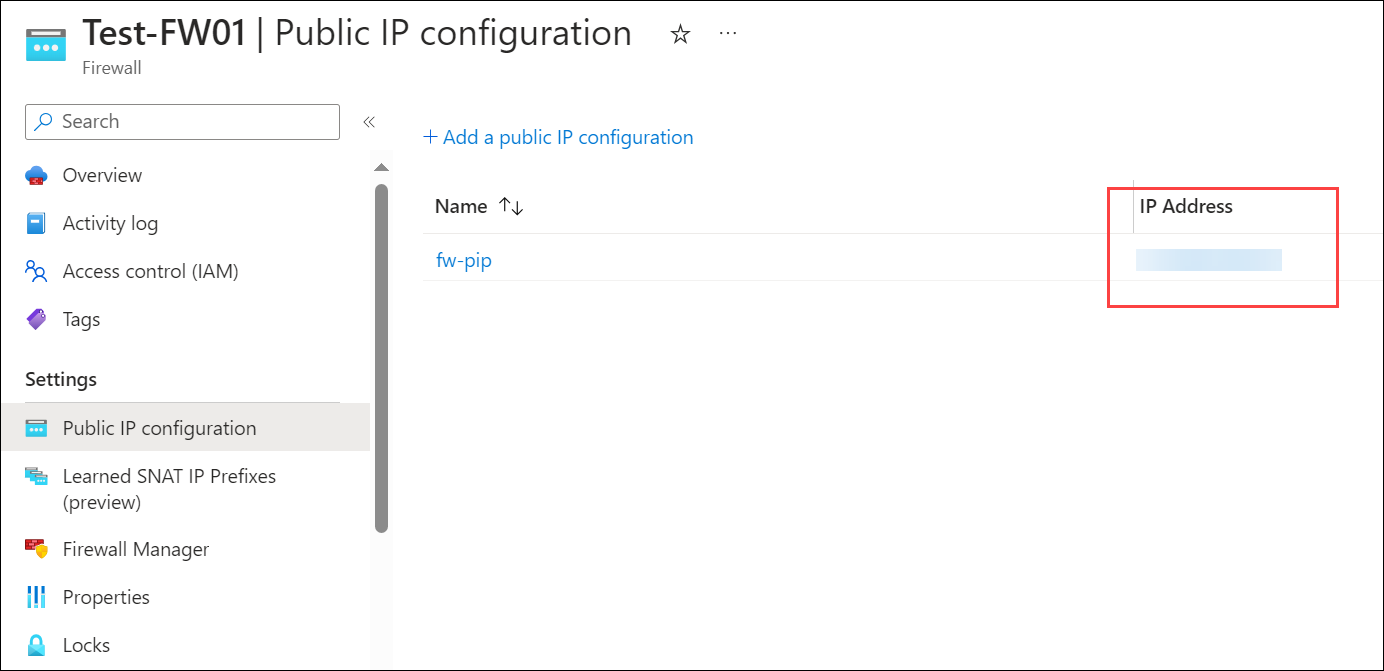 Test-FW01 | Public IP configuration
Firewall
Search
Overview
Activity log
Access control (IAM)
Tags
Settings
Public IP configuration
Learned SNAT IP Prefixes
(preview)
Firewall Manager
Properties
Locks
+ Add a public IP configuration
Name
IP Address
fw-pip